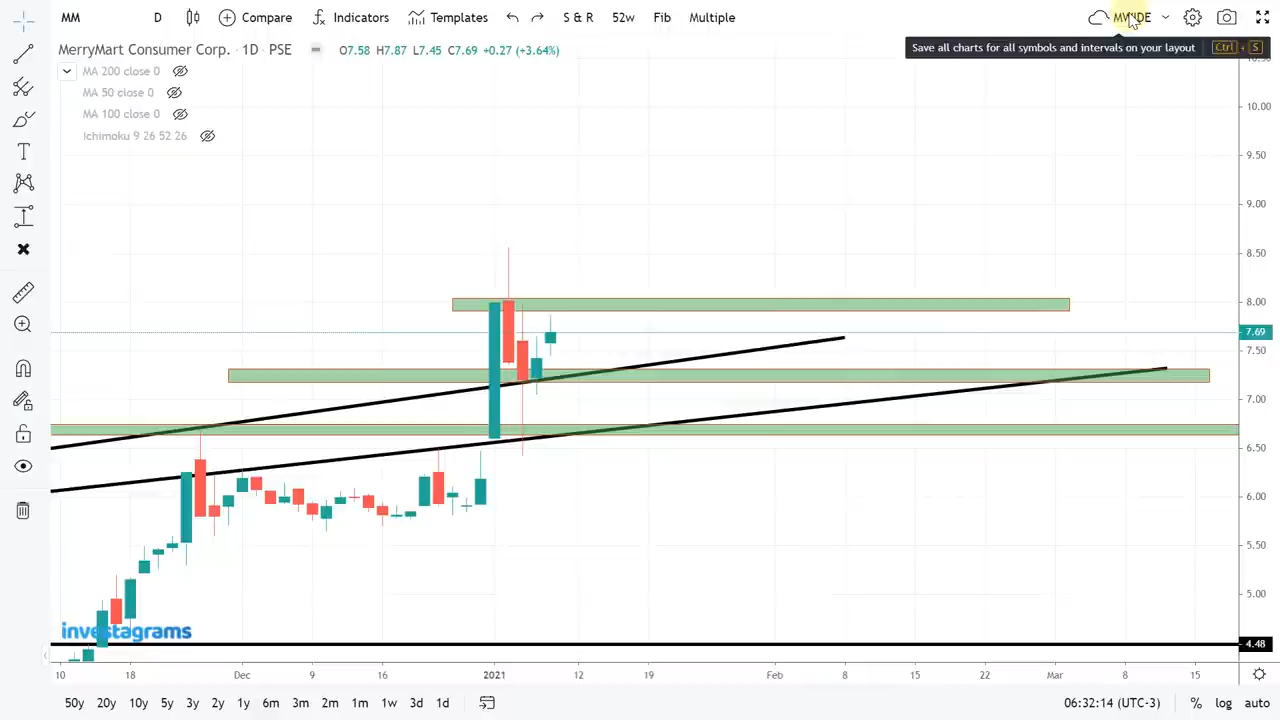 MM D Compare Indicators Templates S & R 52w Fib Multiple MWIDE
Save all charts for all symbols and intervals on your layout Ctrl + S
MerryMart Consumer Corp. · 1D · PSE O7.58 H7.87 L7.45 C7.69 +0.27 (+3.64%)
MA 200 close 0
MA 50 close 0
MA 100 close 0
Ichimoku 9 26 52 26
10.50
10.00
9.50
9.00
8.50
8.00
7.69
7.50
7.00
6.50
6.00
5.50
5.00
4.48
investagrams
10 18 Dec 9 16 2021 12 19 Feb 8 15 22 Mar 8 15
50y 20y 10y 5y 3y 2y 1y 6m 3m 2m 1m 1w 3d 1d 06:32:14 (UTC-3) % log auto